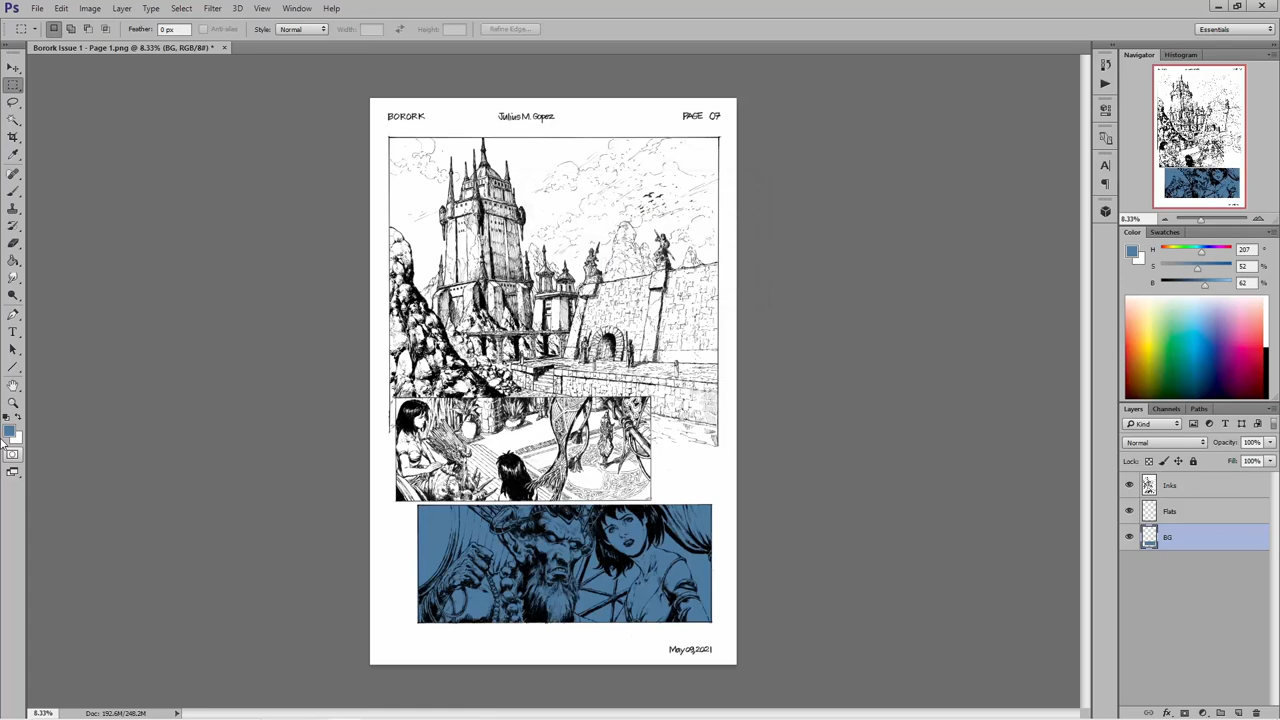 Ps File Edit Image Layer Type Select Filter 3D View Window Help
Feather: 0 px Anti-alias Style: Normal Width: Height: Refine Edge... Essentials
Borork Issue 1 - Page 1.png @ 8.33% (BG, RGB/8#) *
Navigator Histogram
BORORK Julius M. Gopez PAGE 07
8.33%
Color Swatches
H 207 °
S 52 %
B 62 %
Layers Channels Paths
Kind
Normal Opacity: 100%
Lock: Fill: 100%
Inks
Flats
BG
May 09, 2021
8.33% Doc: 192.6M/248.2M